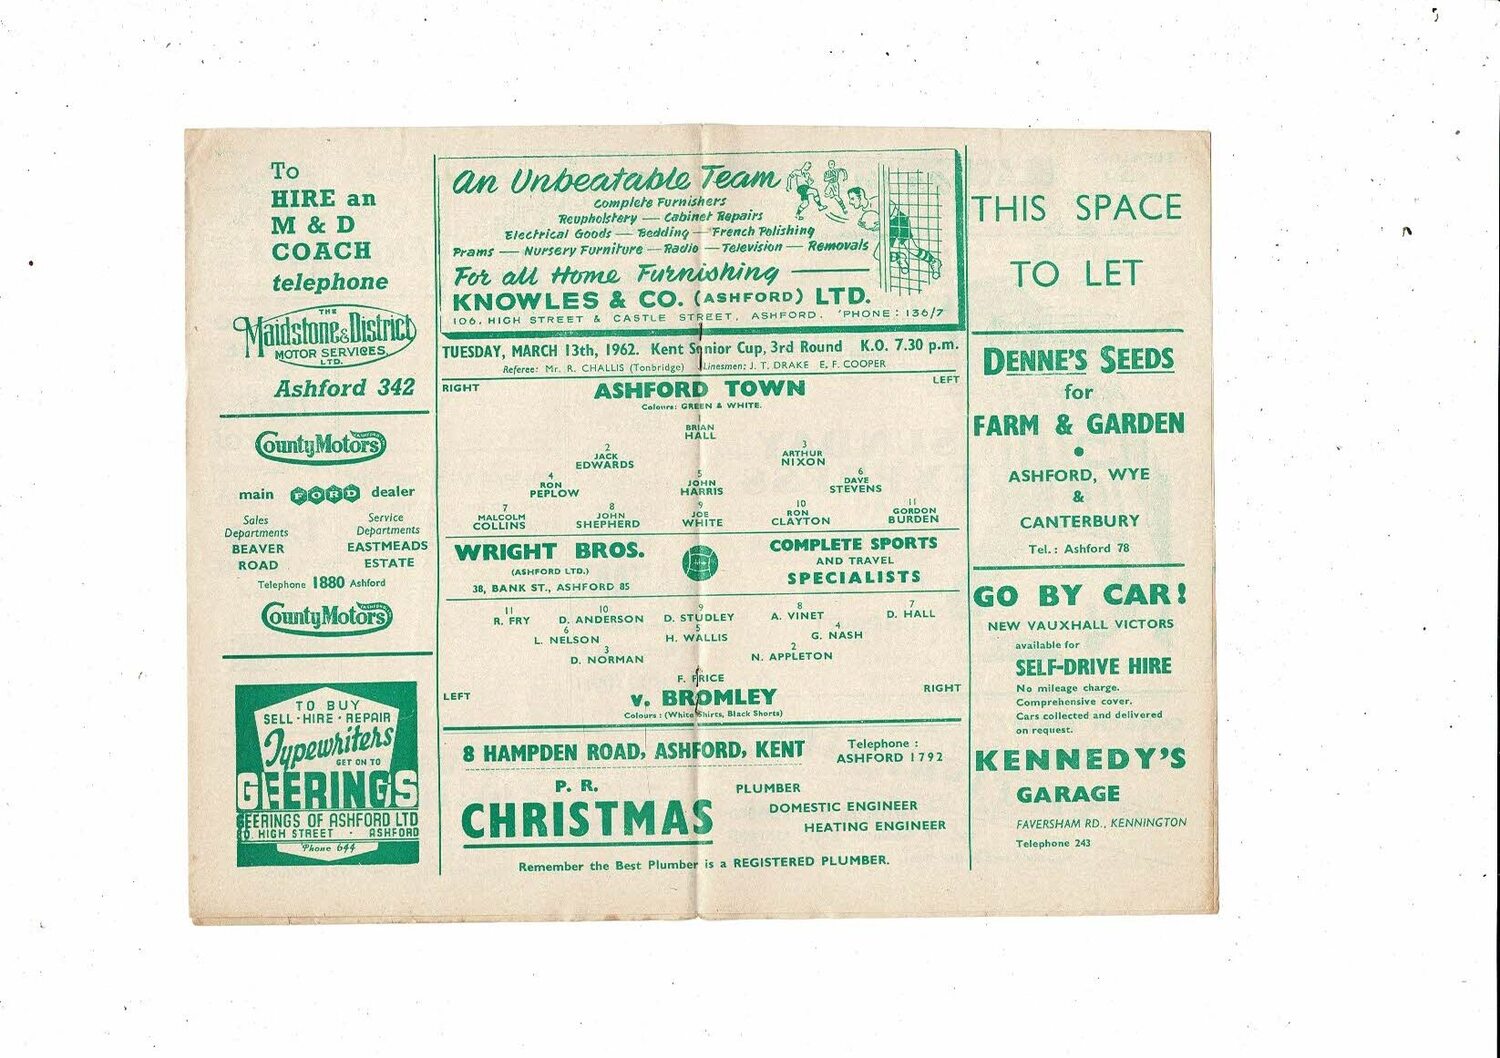 To
HIRE an
M & D
COACH
telephone
THE
Maidstone & District
MOTOR SERVICES
LTD.
Ashford 342
County Motors
main FORD dealer
Sales
Departments
BEAVER
ROAD
Service
Departments
EASTMEADS
ESTATE
Telephone 1880 Ashford
County Motors
TO BUY
SELL · HIRE · REPAIR
Typewriters
GET ON TO
GEERINGS
GEERINGS OF ASHFORD LTD
HIGH STREET · ASHFORD
Phone 644
An Unbeatable Team
Complete Furnishers
Reupholstery — Cabinet Repairs
Electrical Goods — Bedding — French Polishing
Prams — Nursery Furniture — Radio — Television — Removals
For all Home Furnishing
KNOWLES & CO. (ASHFORD) LTD.
106, HIGH STREET & CASTLE STREET, ASHFORD. 'PHONE: 136/7
TUESDAY, MARCH 13th, 1962. Kent Senior Cup, 3rd Round K.O. 7.30 p.m.
Referee: Mr. R. CHALLIS (Tonbridge) Linesmen: J. T. DRAKE E. F. COOPER
RIGHT
ASHFORD TOWN
LEFT
Colours: GREEN & WHITE.
BRIAN
HALL
2 3
JACK ARTHUR
EDWARDS NIXON
4 5 6
RON JOHN DAVE
PEPLOW HARRIS STEVENS
7 8 9 10 11
MALCOLM JOHN JOE RON GORDON
COLLINS SHEPHERD WHITE CLAYTON BURDEN
WRIGHT BROS.
(ASHFORD LTD.)
38, BANK ST., ASHFORD 85
COMPLETE SPORTS
AND TRAVEL
SPECIALISTS
11 10 9 8 7
R. FRY D. ANDERSON D. STUDLEY A. VINET D. HALL
6 5 4
L. NELSON H. WALLIS G. NASH
3 2
D. NORMAN N. APPLETON
F. PRICE
LEFT
v. BROMLEY
RIGHT
Colours: (White Shirts, Black Shorts)
8 HAMPDEN ROAD, ASHFORD, KENT
Telephone :
ASHFORD 1792
P. R.
CHRISTMAS
PLUMBER
DOMESTIC ENGINEER
HEATING ENGINEER
Remember the Best Plumber is a REGISTERED PLUMBER.
THIS SPACE
TO LET
DENNE'S SEEDS
for
FARM & GARDEN
ASHFORD, WYE
&
CANTERBURY
Tel.: Ashford 78
GO BY CAR!
NEW VAUXHALL VICTORS
available for
SELF-DRIVE HIRE
No mileage charge.
Comprehensive cover.
Cars collected and delivered
on request.
KENNEDY'S
GARAGE
FAVERSHAM RD., KENNINGTON
Telephone 243